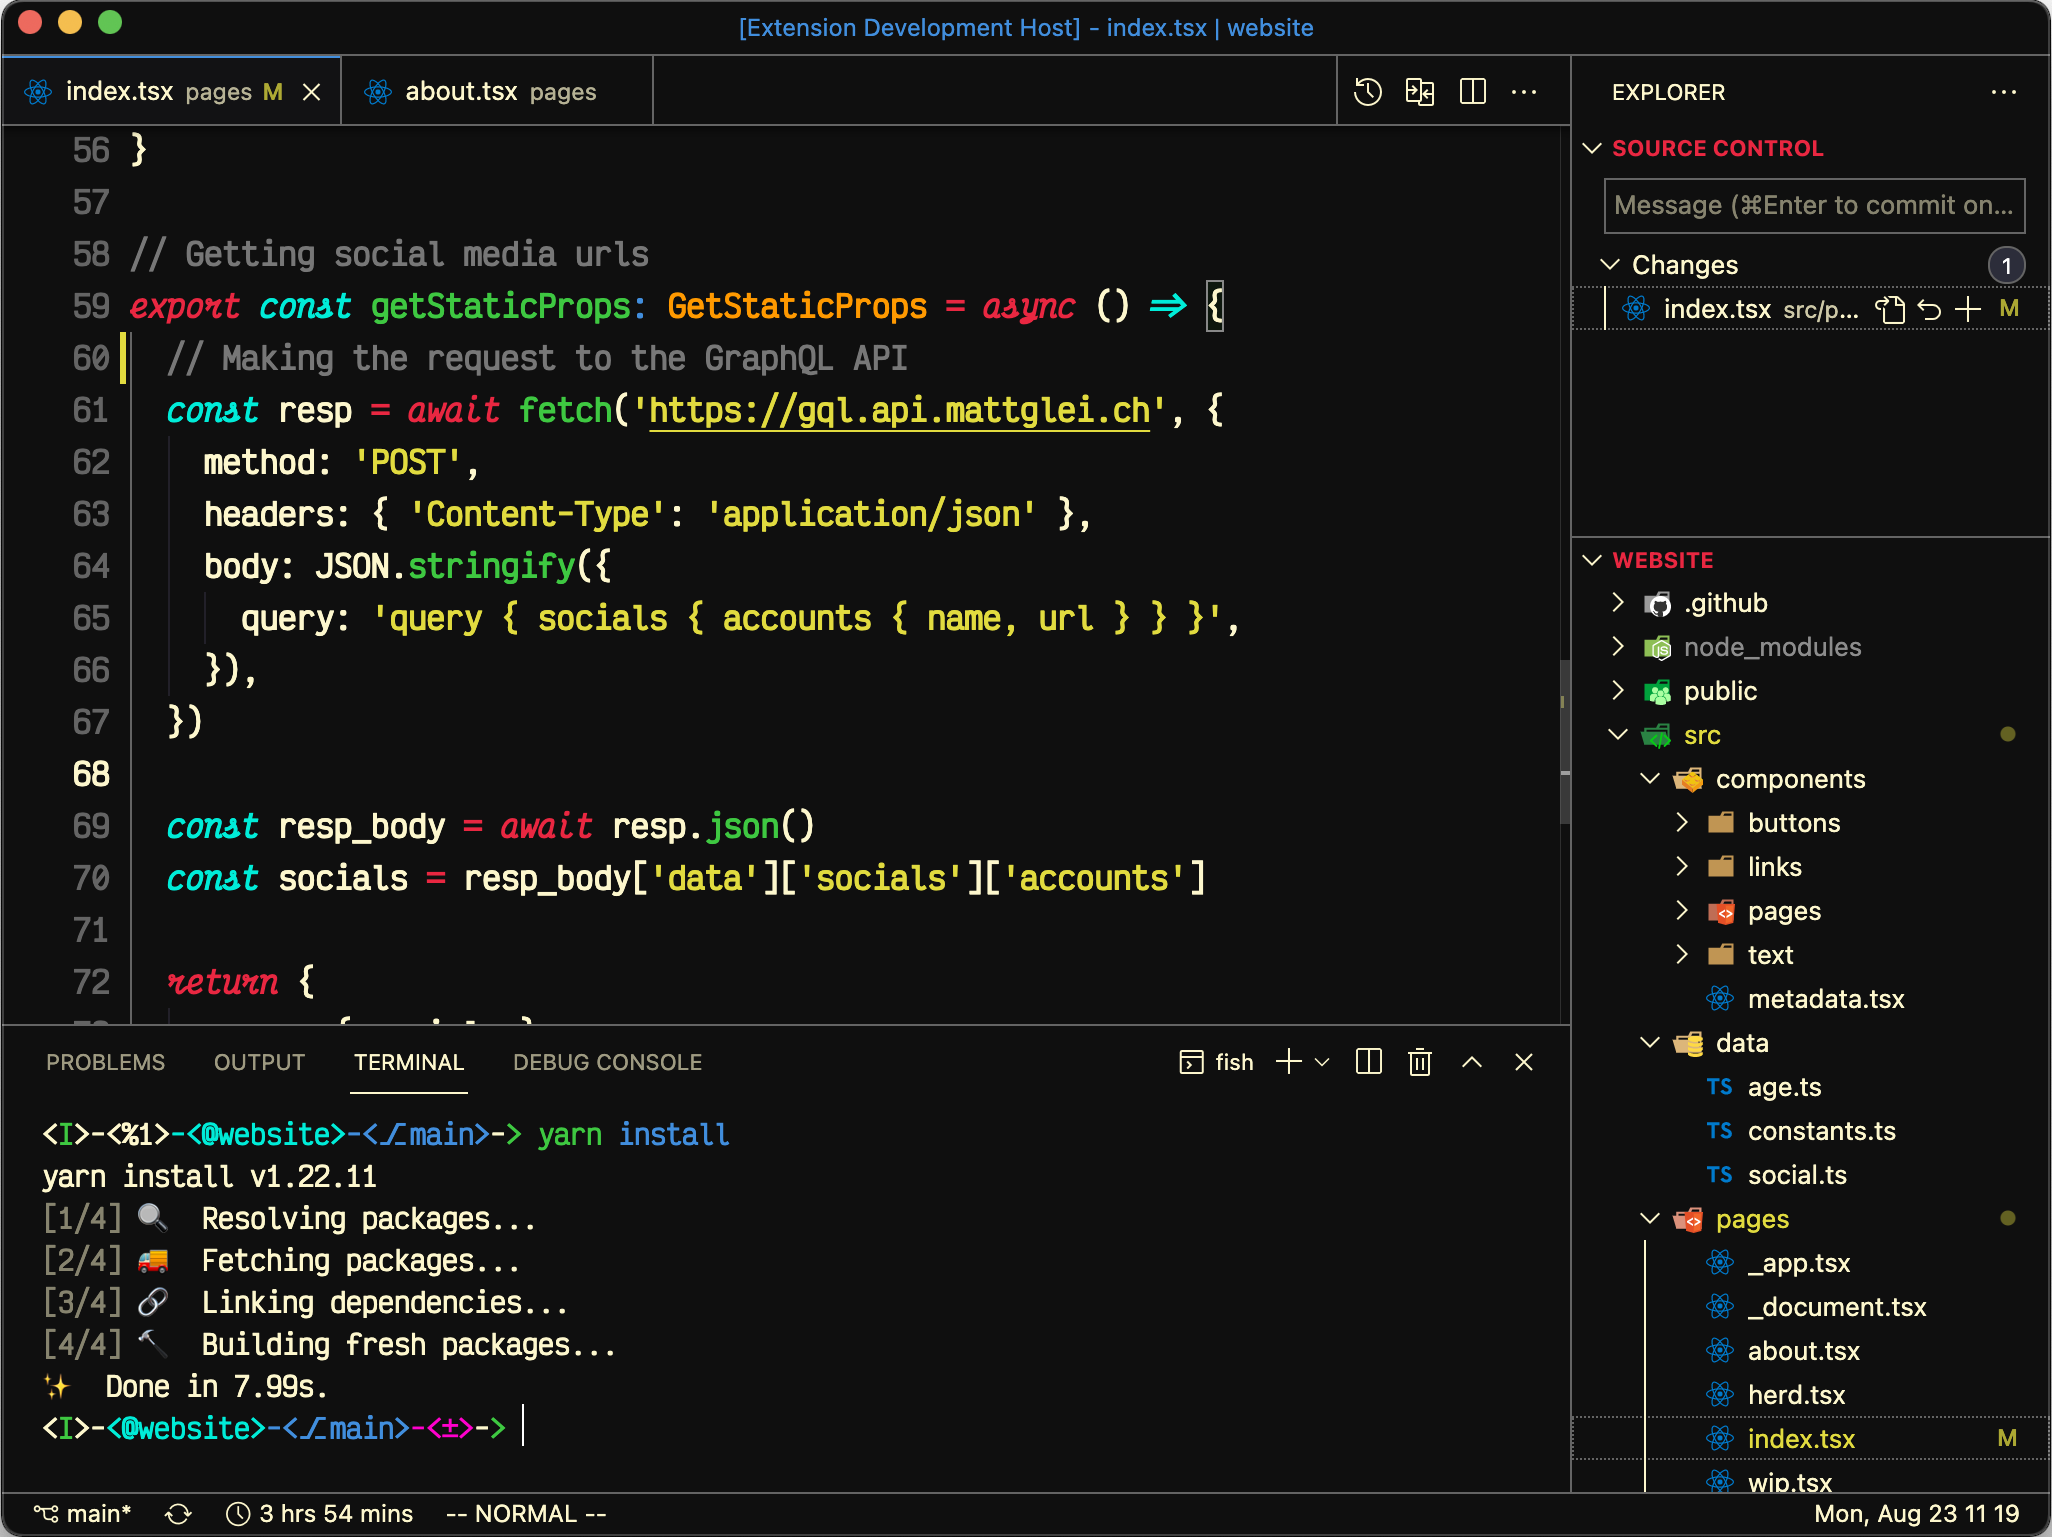 [Extension Development Host] - index.tsx | website
index.tsx pages M
about.tsx pages
56 }
57
58 // Getting social media urls
59 export const getStaticProps: GetStaticProps = async () => {
60 // Making the request to the GraphQL API
61 const resp = await fetch('https://gql.api.mattglei.ch', {
62 method: 'POST',
63 headers: { 'Content-Type': 'application/json' },
64 body: JSON.stringify({
65 query: 'query { socials { accounts { name, url } } }',
66 }),
67 })
68
69 const resp_body = await resp.json()
70 const socials = resp_body['data']['socials']['accounts']
71
72 return {
PROBLEMS OUTPUT TERMINAL DEBUG CONSOLE
fish
<I>-<%1>-<@website>-<⎇main>-> yarn install
yarn install v1.22.11
[1/4] 🔍 Resolving packages...
[2/4] 🚚 Fetching packages...
[3/4] 🔗 Linking dependencies...
[4/4] 🔨 Building fresh packages...
✨ Done in 7.99s.
<I>-<@website>-<⎇main>-<±>->
EXPLORER
SOURCE CONTROL
Message (⌘Enter to commit on...
Changes 1
index.tsx src/p... M
WEBSITE
.github
node_modules
public
src
components
buttons
links
pages
text
metadata.tsx
data
TS age.ts
TS constants.ts
TS social.ts
pages
_app.tsx
_document.tsx
about.tsx
herd.tsx
index.tsx M
wip.tsx
main* 3 hrs 54 mins -- NORMAL --
Mon, Aug 23 11 19